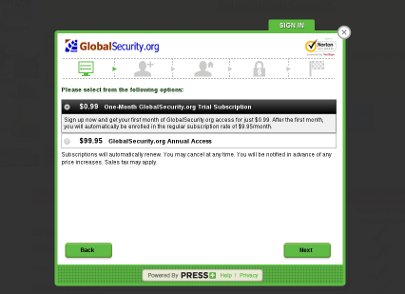 SIGN IN
GlobalSecurity.org
Norton
Please select from the following options:
$0.99 One-Month GlobalSecurity.org Trial Subscription
Sign up now and get your first month of GlobalSecurity.org access for just $0.99. After the first month,
you will automatically be enrolled in the regular subscription rate of $9.95/month.
$99.95 GlobalSecurity.org Annual Access
Subscriptions will automatically renew. You may cancel at any time. You will be notified in advance of any
price increases. Sales tax may apply.
Back
Next
Powered By PRESS+ Help | Privacy